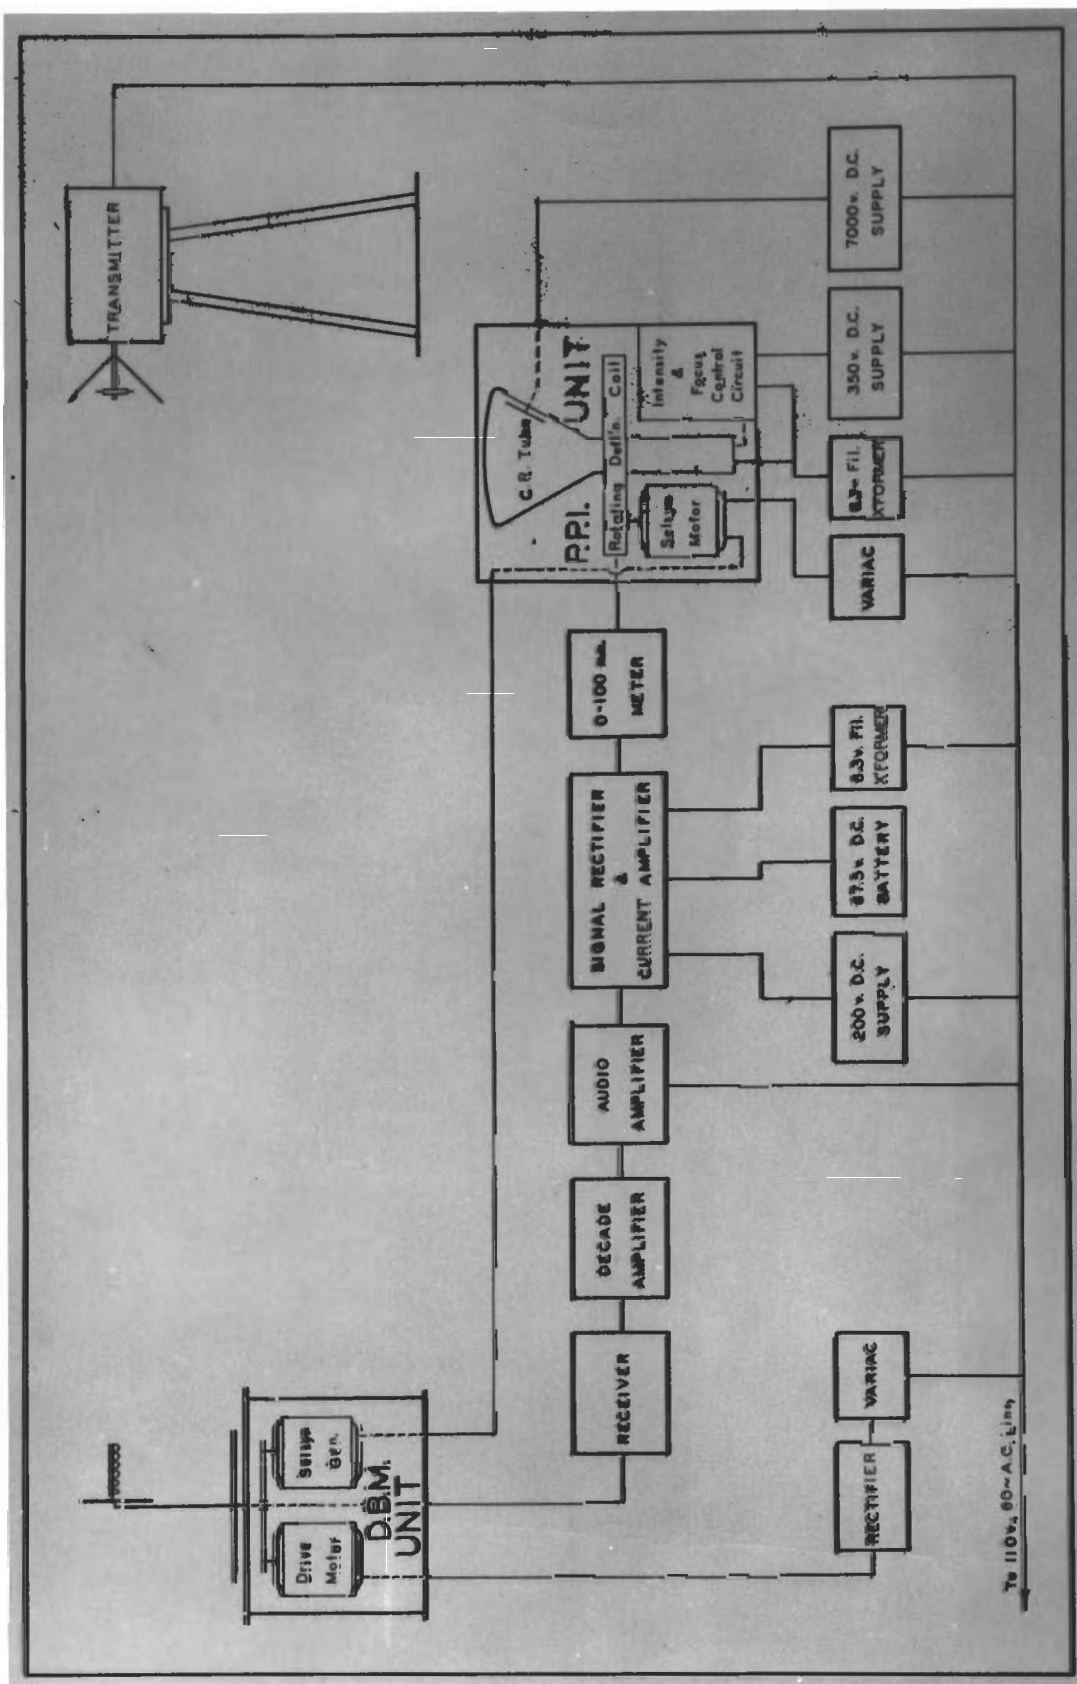 TRANSMITTER
D.B.M.
UNIT
Drive
Motor
Selsyn
Gen.
P.P.I. UNIT
C.R. Tube
Rotating Defl'n. Coil
Selsyn
Motor
Intensity
&
Focus
Control
Circuit
RECEIVER
DECADE
AMPLIFIER
AUDIO
AMPLIFIER
SIGNAL RECTIFIER
&
CURRENT AMPLIFIER
0-100 ma.
METER
RECTIFIER
VARIAC
200v. D.C.
SUPPLY
67.5v. D.C.
BATTERY
6.3v. Fil.
X'FORMER
VARIAC
6.3v Fil.
X'FORMER
350v. D.C.
SUPPLY
7000v. D.C.
SUPPLY
To 110v., 60~ A.C. Line